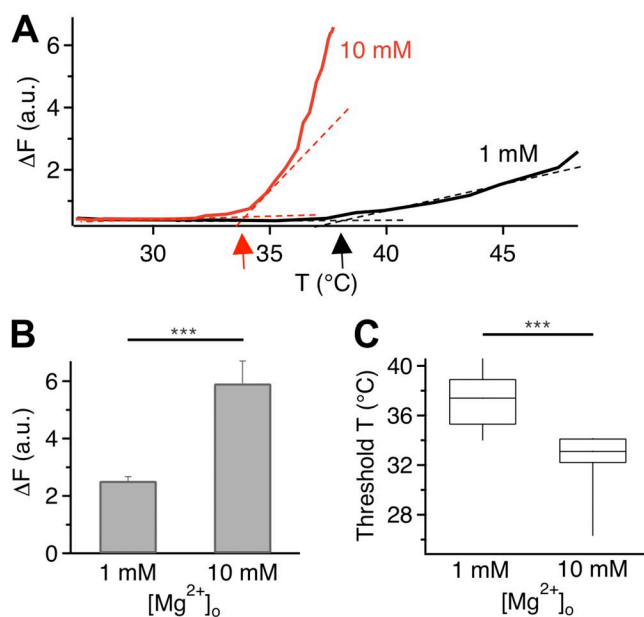 A
ΔF (a.u.)
6
4
2
10 mM
1 mM
30 35 40 45
T (°C)
B
***
ΔF (a.u.)
6
4
2
0
1 mM 10 mM
[Mg²⁺]ₒ
C
***
Threshold T (°C)
40
36
32
28
1 mM 10 mM
[Mg²⁺]ₒ